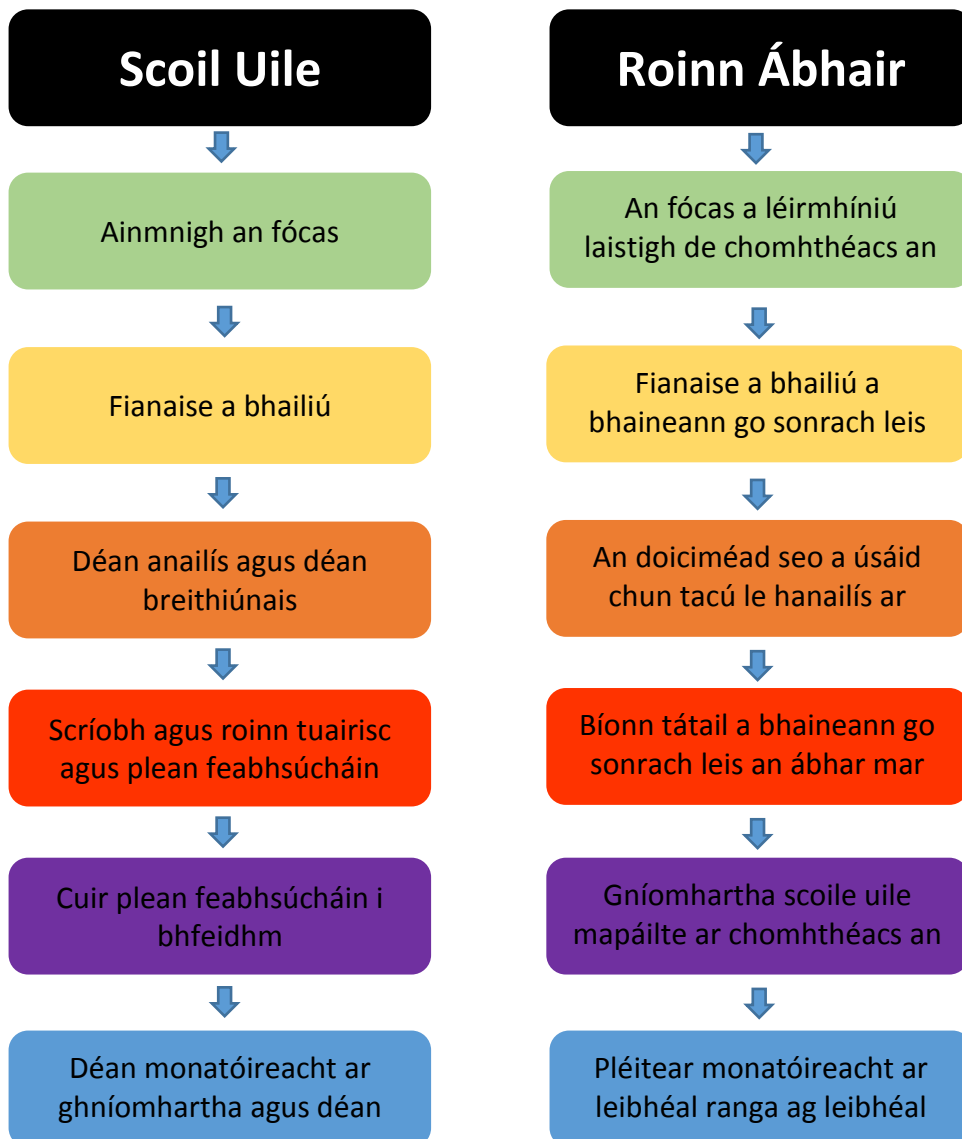 Scoil Uile
Ainmnigh an fócas
Fianaise a bhailiú
Déan anailís agus déan
breithiúnais
Scríobh agus roinn tuairisc
agus plean feabhsúcháin
Cuir plean feabhsúcháin i
bhfeidhm
Déan monatóireacht ar
ghníomhartha agus déan
Roinn Ábhair
An fócas a léirmhíniú
laistigh de chomhthéacs an
Fianaise a bhailiú a
bhaineann go sonrach leis
An doiciméad seo a úsáid
chun tacú le hanailís ar
Bíonn tátail a bhaineann go
sonrach leis an ábhar mar
Gníomhartha scoile uile
mapáilte ar chomhthéacs an
Pléitear monatóireacht ar
leibhéal ranga ag leibhéal